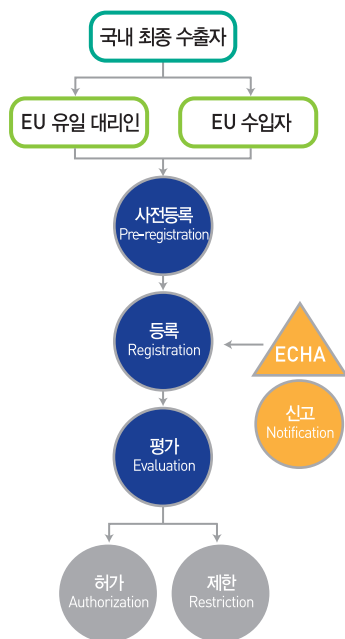 국내 최종 수출자
EU 유일 대리인
EU 수입자
사전등록
Pre-registration
등록
Registration
ECHA
신고
Notification
평가
Evaluation
허가
Authorization
제한
Restriction